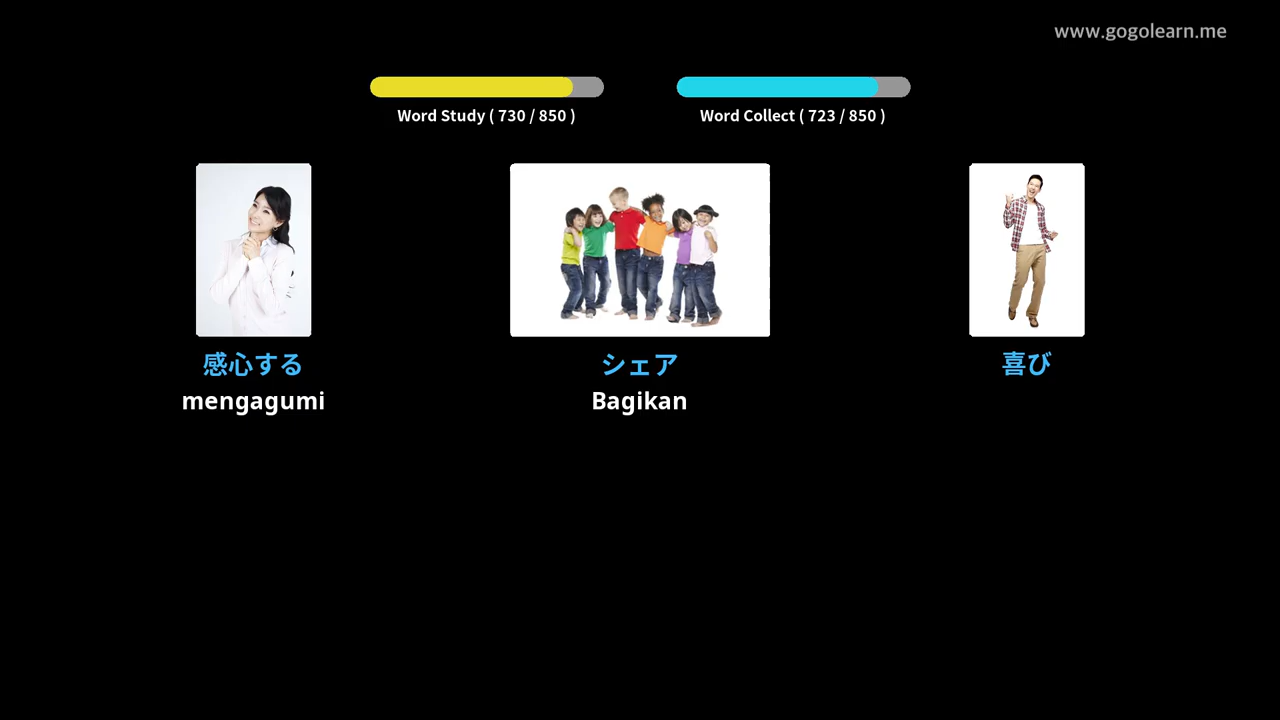 www.gogolearn.me
Word Study ( 730 / 850 )
Word Collect ( 723 / 850 )
感心する
シェア
喜び
mengagumi
Bagikan